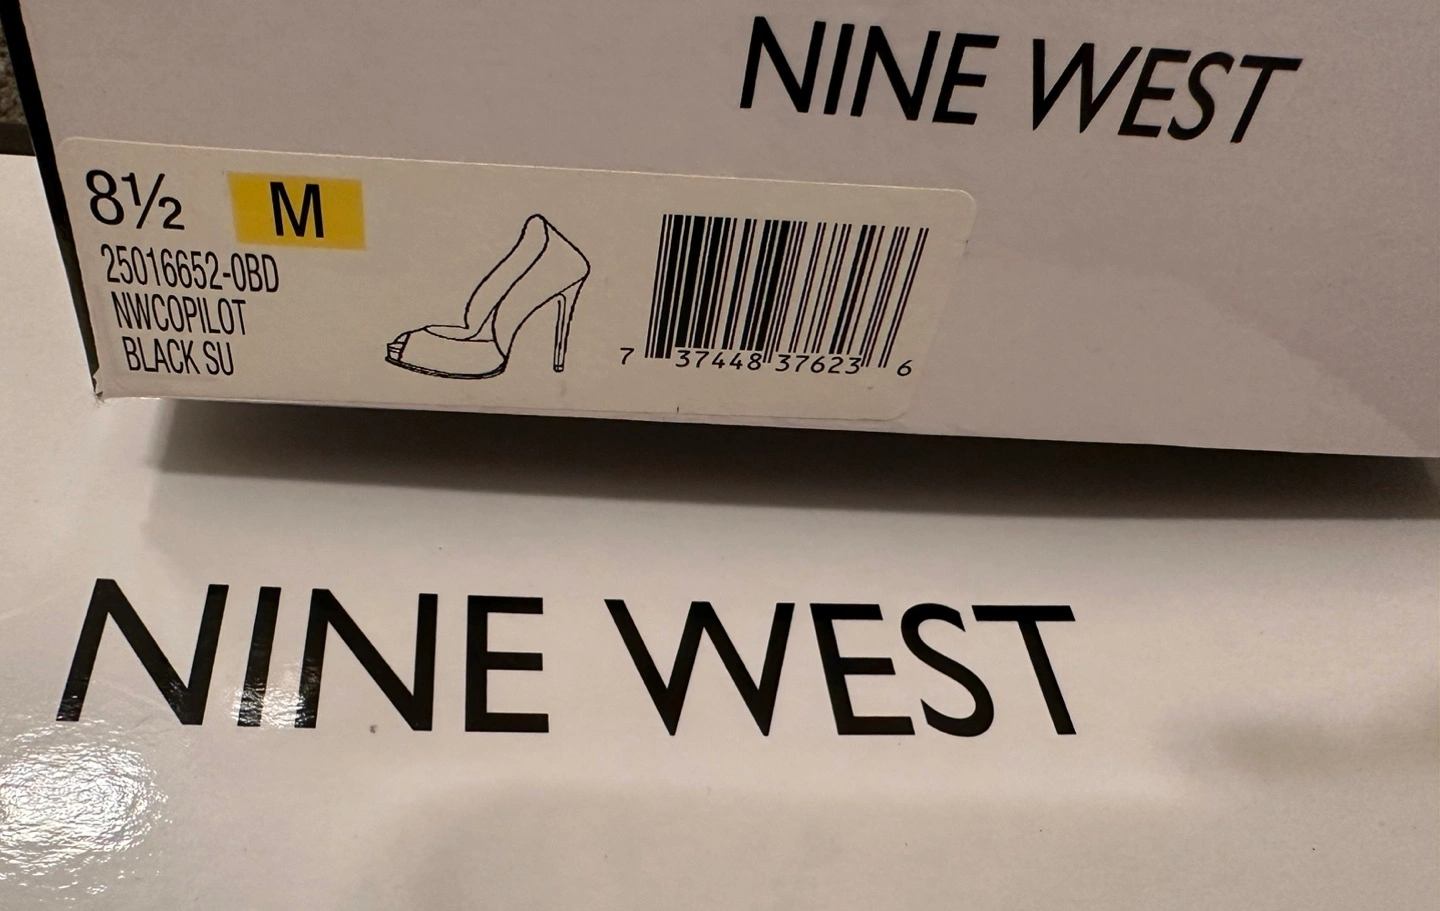 NINE WEST
8½ M
25016652-0BD
NWCOPILOT
BLACK SU
7 37448 37623 6
NINE WEST